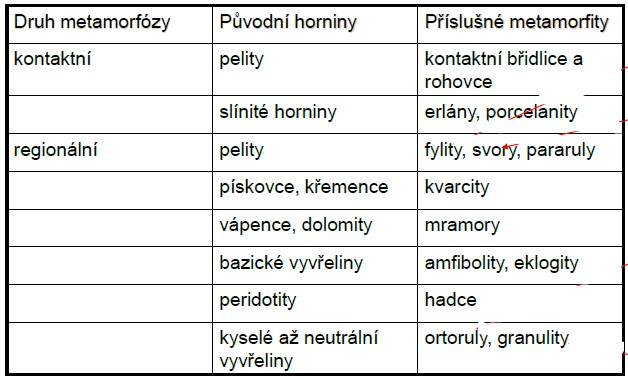 Druh metamorfózy Původní horniny Příslušné metamorfity
kontaktní pelity kontaktní břidlice a
rohovce
slínité horniny erlány, porcelanity
regionální pelity fylity, svory, pararuly
pískovce, křemence kvarcity
vápence, dolomity mramory
bazické vyvřeliny amfibolity, eklogity
peridotity hadce
kyselé až neutrální ortoruly, granulity
vyvřeliny